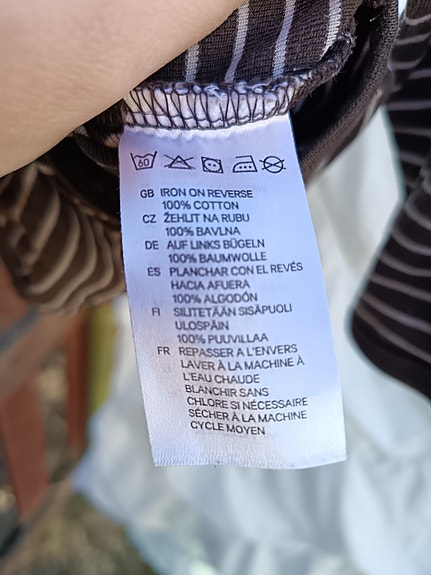 60
GB IRON ON REVERSE
100% COTTON
CZ ŽEHLIT NA RUBU
100% BAVLNA
DE AUF LINKS BÜGELN
100% BAUMWOLLE
ES PLANCHAR CON EL REVÉS
HACIA AFUERA
100% ALGODÓN
FI SILITETÄÄN SISÄPUOLI
ULOSPÄIN
100% PUUVILLAA
FR REPASSER A L'ENVERS
LAVER À LA MACHINE À
L'EAU CHAUDE
BLANCHIR SANS
CHLORE SI NÉCESSAIRE
SÉCHER À LA MACHINE
CYCLE MOYEN